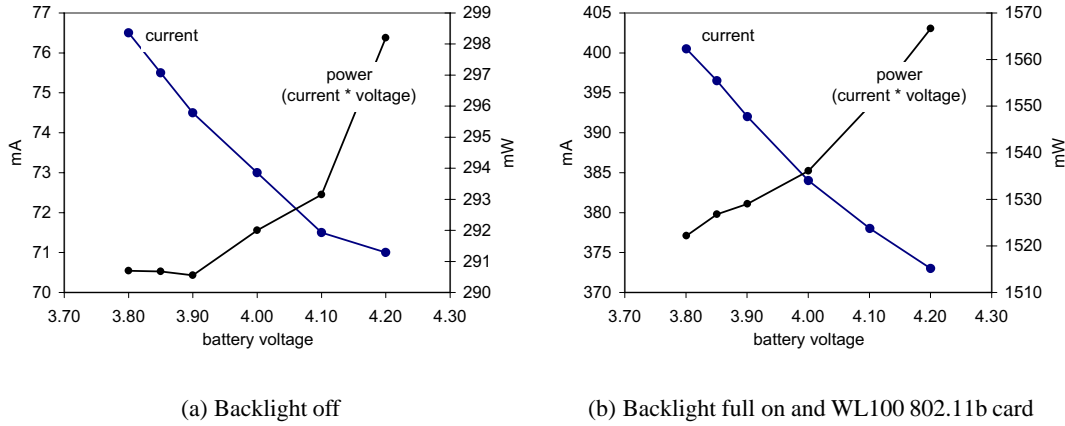 77
76
75
74
73
72
71
70
mA
299
298
297
296
295
294
293
292
291
290
mW
current
power
(current * voltage)
3.70 3.80 3.90 4.00 4.10 4.20 4.30
battery voltage
(a) Backlight off
405
400
395
390
385
380
375
370
mA
1570
1560
1550
1540
1530
1520
1510
mW
current
power
(current * voltage)
3.70 3.80 3.90 4.00 4.10 4.20 4.30
battery voltage
(b) Backlight full on and WL100 802.11b card